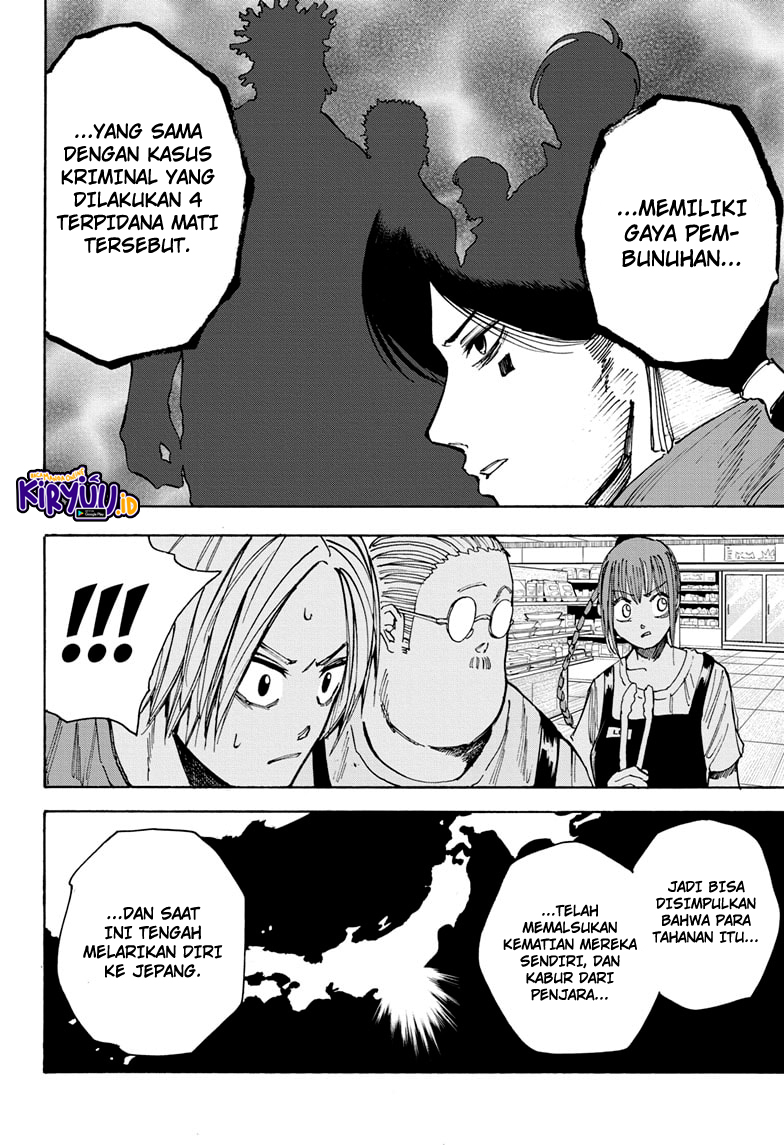 ...MEMILIKI
GAYA PEM-
BUNUHAN...
...YANG SAMA
DENGAN KASUS
KRIMINAL YANG
DILAKUKAN 4
TERPIDANA MATI
TERSEBUT.
KIRYUU.ID
!!!
JADI BISA
DISIMPULKAN
BAHWA PARA
TAHANAN ITU...
...TELAH
MEMALSUKAN
KEMATIAN MEREKA
SENDIRI, DAN
KABUR DARI
PENJARA...
...DAN SAAT
INI TENGAH
MELARIKAN DIRI
KE JEPANG.